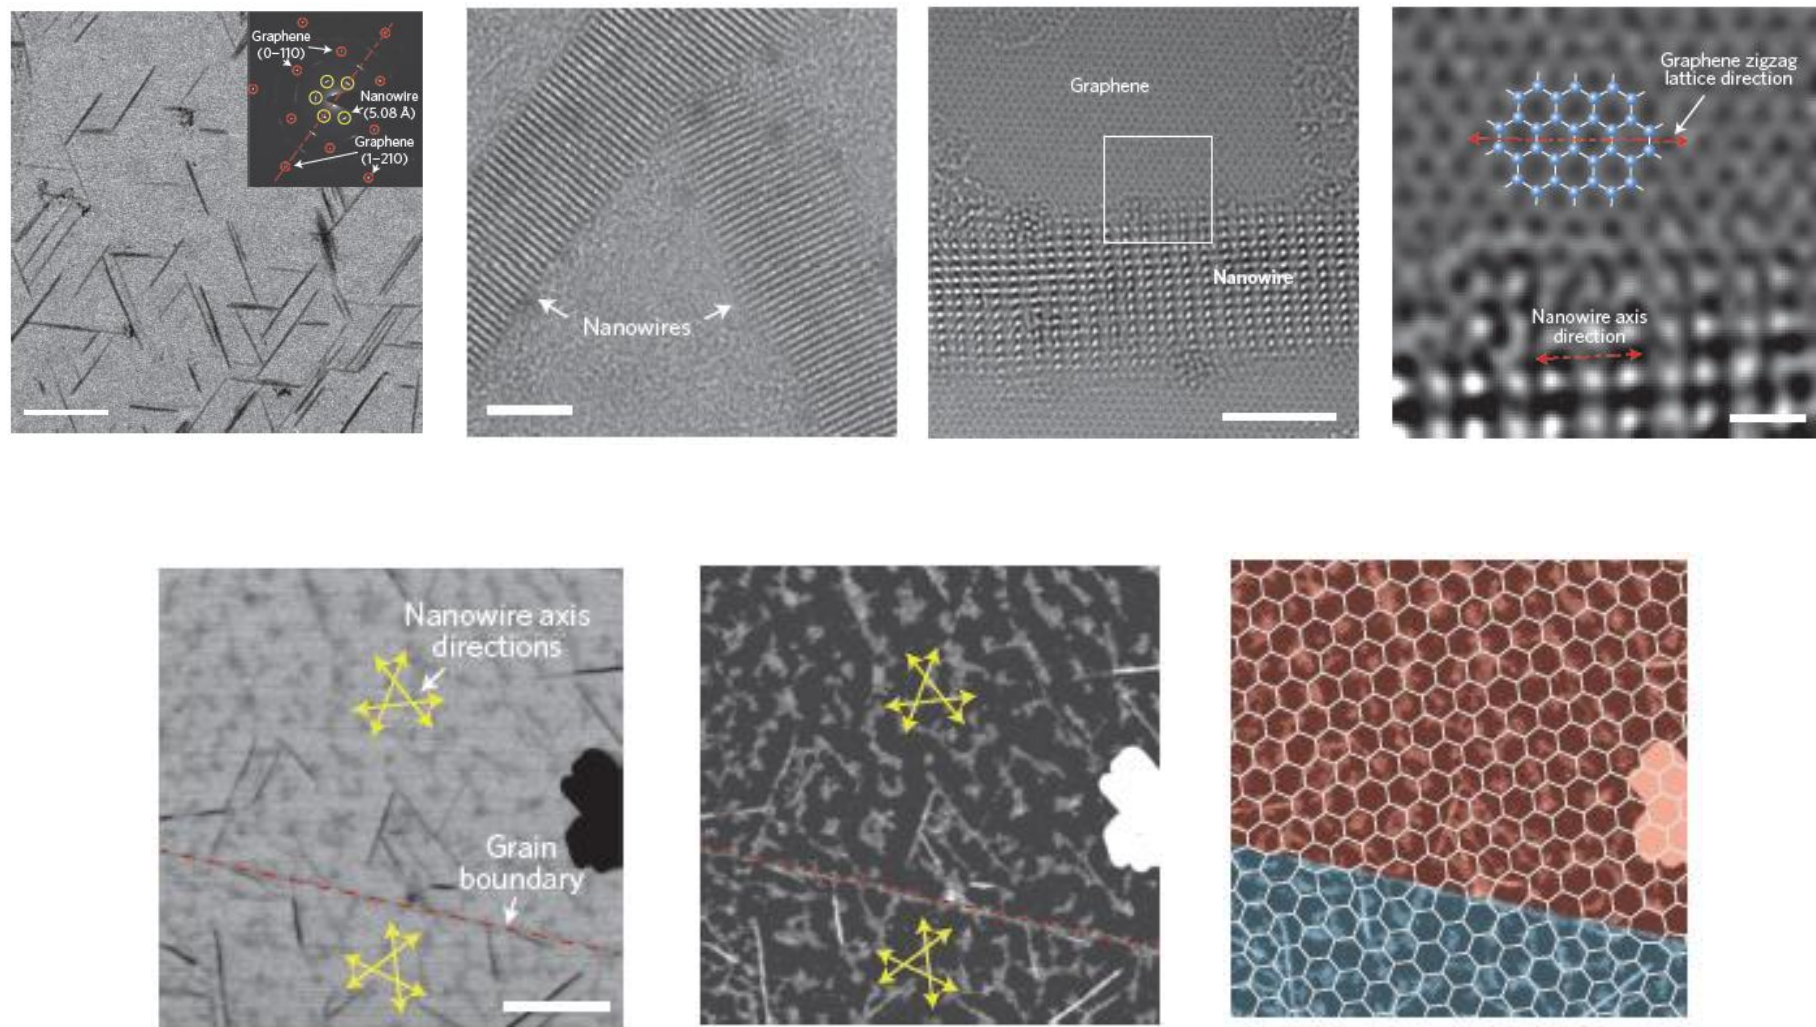 Graphene
(0–110)
Nanowire
(5.08 Å)
Graphene
(1–210)
Nanowires
Graphene
Nanowire
Graphene zigzag
lattice direction
Nanowire axis
direction
Nanowire axis
directions
Grain
boundary